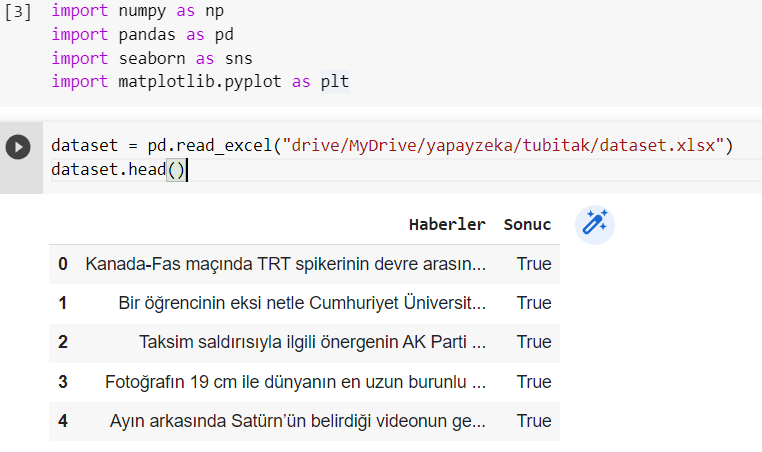 [3] import numpy as np
import pandas as pd
import seaborn as sns
import matplotlib.pyplot as plt
dataset = pd.read_excel("drive/MyDrive/yapayzeka/tubitak/dataset.xlsx")
dataset.head()
Haberler Sonuc
0 Kanada-Fas maçında TRT spikerinin devre arasın... True
1 Bir öğrencinin eksi netle Cumhuriyet Üniversit... True
2 Taksim saldırısıyla ilgili önergenin AK Parti ... True
3 Fotoğrafın 19 cm ile dünyanın en uzun burunlu ... True
4 Ayın arkasında Satürn’ün belirdiği videonun ge... True